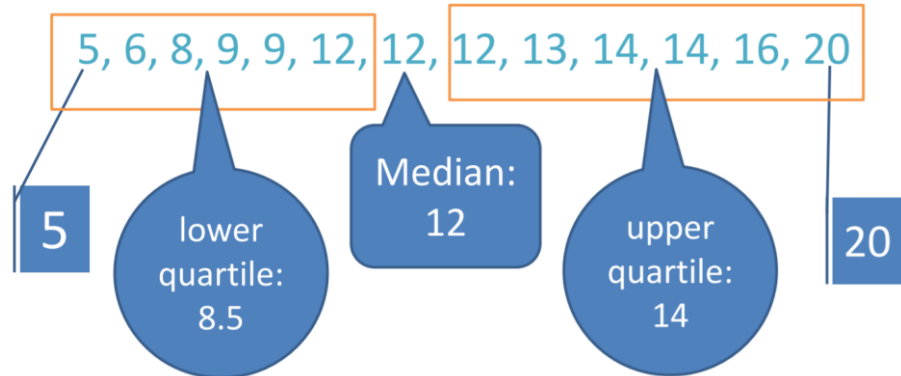 5, 6, 8, 9, 9, 12, 12, 12, 13, 14, 14, 16, 20
5
lower
quartile:
8.5
Median:
12
upper
quartile:
14
20